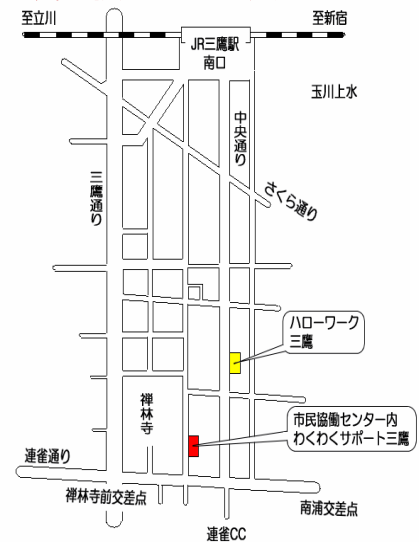 至立川
至新宿
JR三鷹駅
南口
玉川上水
中央通り
さくら通り
三鷹通り
ハローワーク
三鷹
禅林寺
市民協働センター内
わくわくサポート三鷹
連雀通り
禅林寺前交差点
南浦交差点
連雀CC